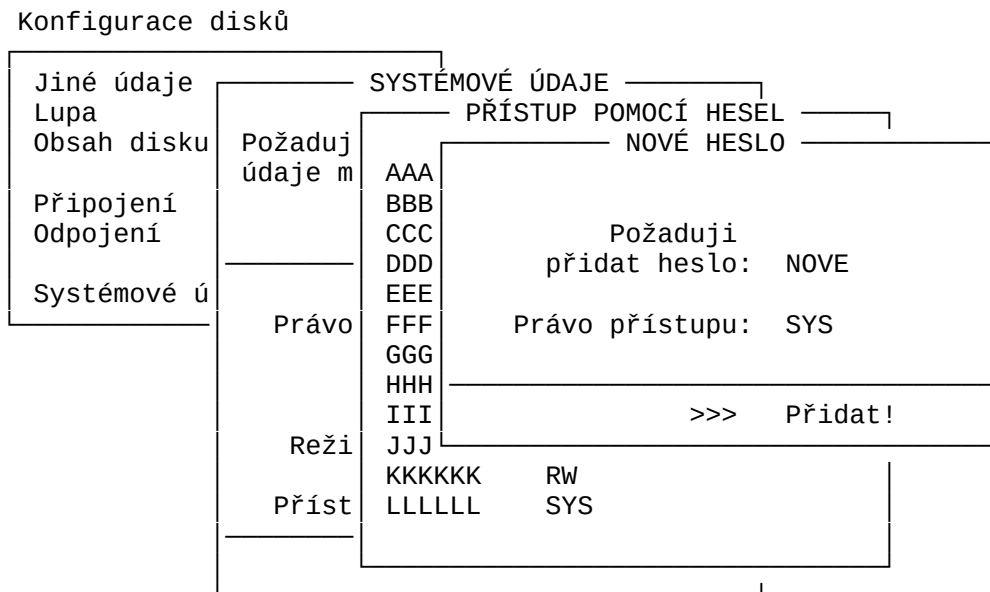 Konfigurace disků
Jiné údaje
SYSTÉMOVÉ ÚDAJE
Lupa
PŘÍSTUP POMOCÍ HESEL
Obsah disku
Požaduj
NOVÉ HESLO
údaje m
AAA
Připojení
BBB
Odpojení
CCC
Požaduji
DDD
přidat heslo: NOVE
Systémové ú
EEE
Právo
FFF
Právo přístupu: SYS
GGG
HHH
III
>>> Přidat!
Reži
JJJ
KKKKKK RW
Příst
LLLLLL SYS